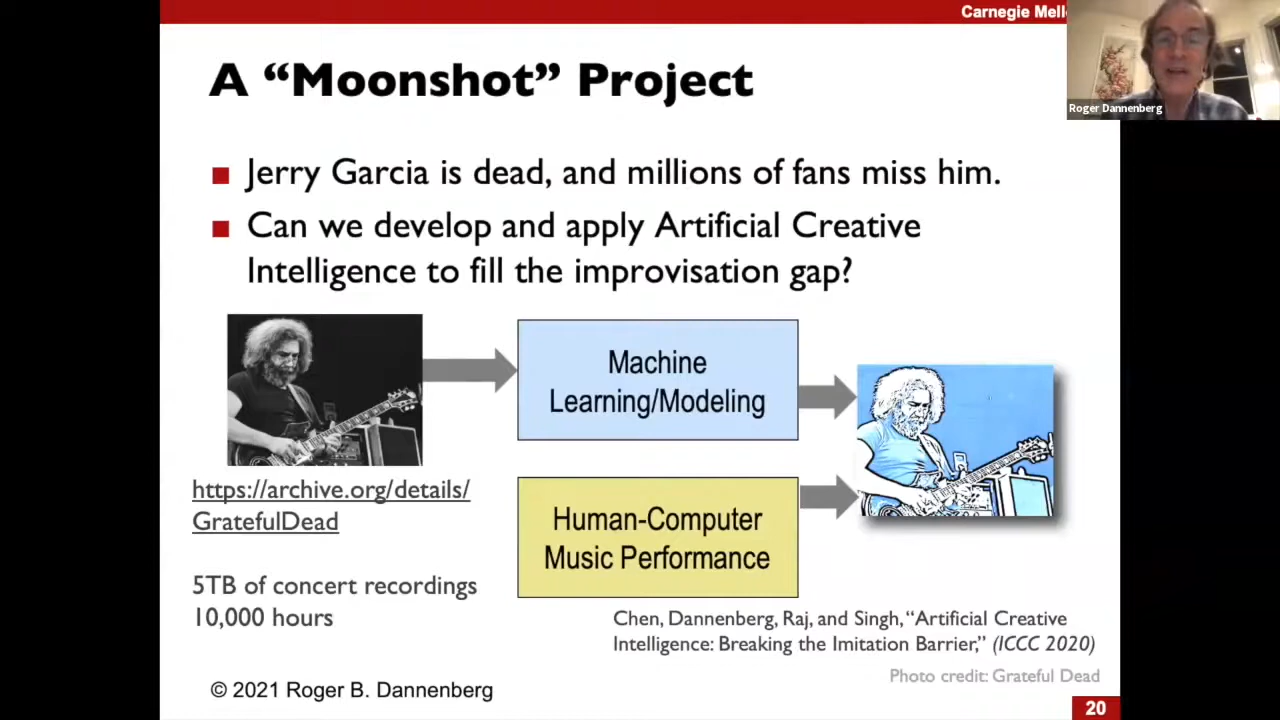 Carnegie Mell
Roger Dannenberg
A “Moonshot” Project
■ Jerry Garcia is dead, and millions of fans miss him.
■ Can we develop and apply Artificial Creative
Intelligence to fill the improvisation gap?
Machine
Learning/Modeling
https://archive.org/details/
GratefulDead
Human-Computer
Music Performance
5TB of concert recordings
10,000 hours
Chen, Dannenberg, Raj, and Singh, “Artificial Creative
Intelligence: Breaking the Imitation Barrier,” (ICCC 2020)
Photo credit: Grateful Dead
© 2021 Roger B. Dannenberg
20